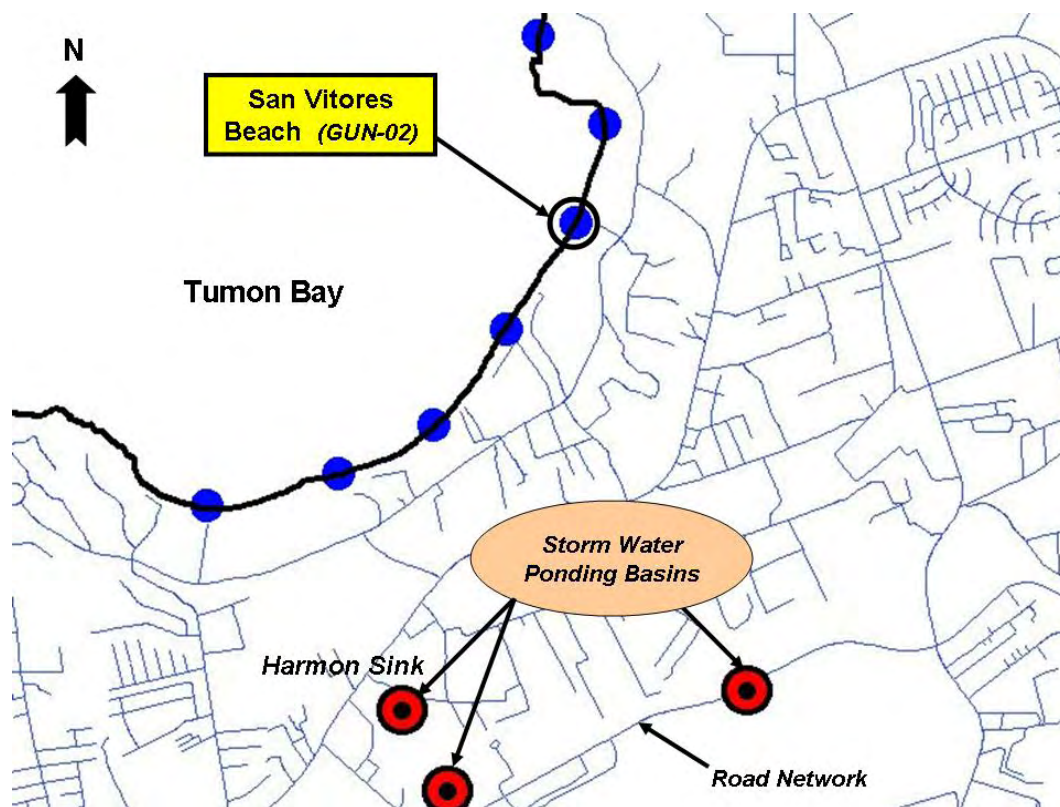 N
San Vitores
Beach (GUN-02)
Tumon Bay
Storm Water
Ponding Basins
Harmon Sink
Road Network